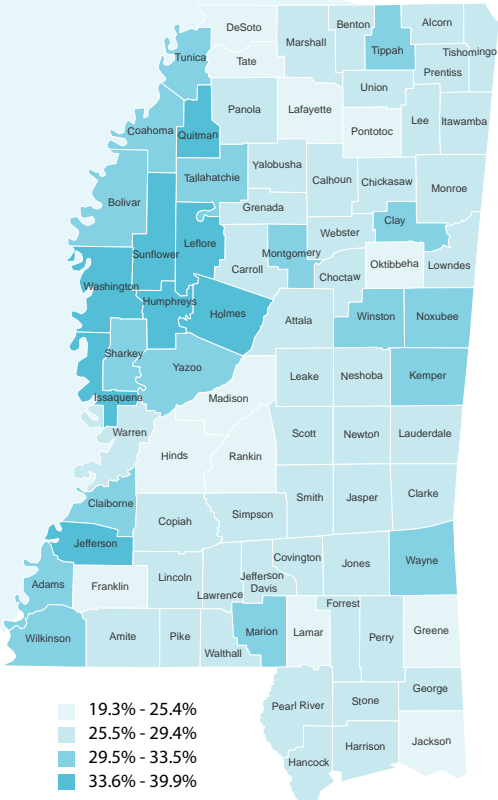 DeSoto
Benton
Alcorn
Marshall
Tippah
Tishomingo
Tunica
Tate
Prentiss
Union
Panola
Lafayette
Lee
Itawamba
Coahoma
Quitman
Pontotoc
Yalobusha
Tallahatchie
Calhoun
Chickasaw
Monroe
Bolivar
Grenada
Clay
Webster
Leflore
Sunflower
Montgomery
Carroll
Oktibbeha
Lowndes
Choctaw
Washington
Humphreys
Holmes
Attala
Winston
Noxubee
Sharkey
Yazoo
Leake
Neshoba
Kemper
Issaquena
Madison
Warren
Scott
Newton
Lauderdale
Hinds
Rankin
Smith
Jasper
Clarke
Claiborne
Copiah
Simpson
Jefferson
Covington
Jones
Wayne
Adams
Franklin
Lincoln
Lawrence
Jefferson
Davis
Forrest
Wilkinson
Amite
Pike
Walthall
Marion
Lamar
Perry
Greene
George
Pearl River
Stone
Jackson
Harrison
Hancock
19.3% - 25.4%
25.5% - 29.4%
29.5% - 33.5%
33.6% - 39.9%